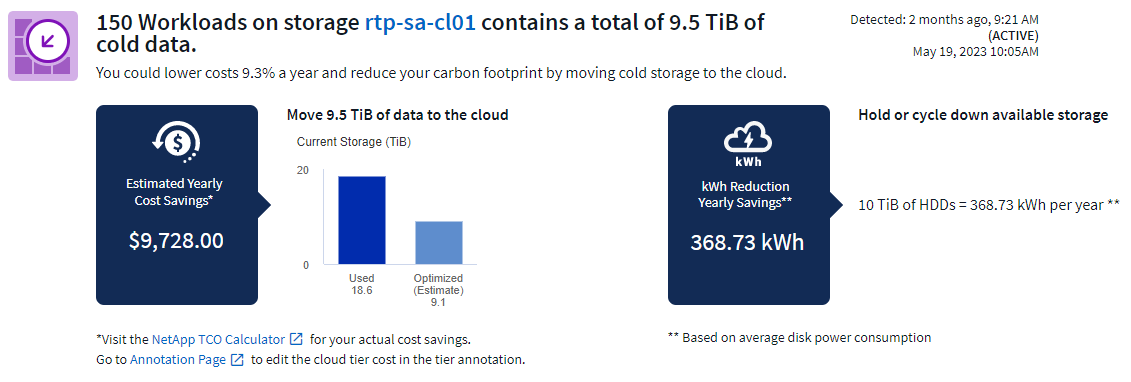 150 Workloads on storage rtp-sa-cl01 contains a total of 9.5 TiB of
cold data.
You could lower costs 9.3% a year and reduce your carbon footprint by moving cold storage to the cloud.
Detected: 2 months ago, 9:21 AM
(ACTIVE)
May 19, 2023 10:05AM
Estimated Yearly
Cost Savings*
$9,728.00
Move 9.5 TiB of data to the cloud
Current Storage (TiB)
20
0
Used
18.6
Optimized
(Estimate)
9.1
kWh
kWh Reduction
Yearly Savings**
368.73 kWh
Hold or cycle down available storage
10 TiB of HDDs = 368.73 kWh per year **
*Visit the NetApp TCO Calculator for your actual cost savings.
Go to Annotation Page to edit the cloud tier cost in the tier annotation.
** Based on average disk power consumption